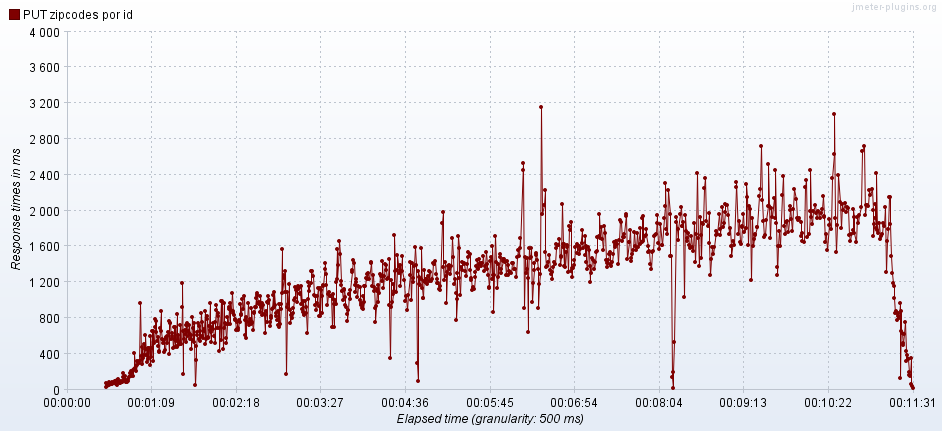 PUT zipcodes por id
jmeter-plugins.org
4 000
3 600
3 200
2 800
2 400
2 000
1 600
1 200
800
400
0
Response times in ms
00:00:00 00:01:09 00:02:18 00:03:27 00:04:36 00:05:45 00:06:54 00:08:04 00:09:13 00:10:22 00:11:31
Elapsed time (granularity: 500 ms)